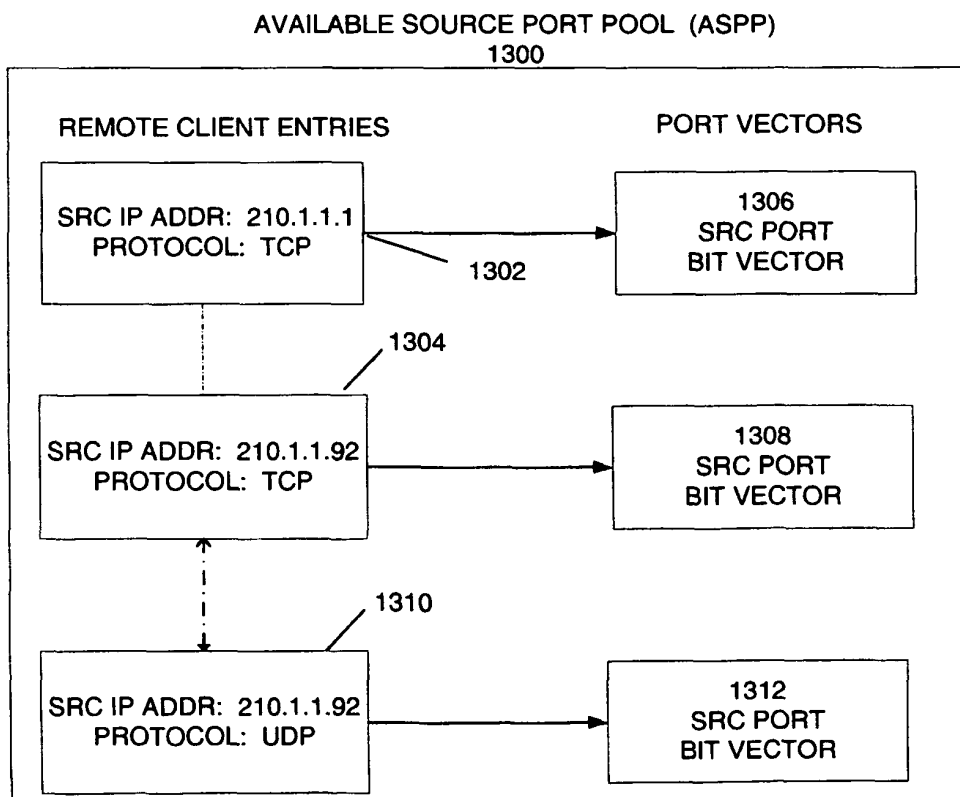 AVAILABLE SOURCE PORT POOL (ASPP)
1300
REMOTE CLIENT ENTRIES
PORT VECTORS
SRC IP ADDR: 210.1.1.1
PROTOCOL: TCP
1302
1306
SRC PORT
BIT VECTOR
1304
SRC IP ADDR: 210.1.1.92
PROTOCOL: TCP
1308
SRC PORT
BIT VECTOR
1310
SRC IP ADDR: 210.1.1.92
PROTOCOL: UDP
1312
SRC PORT
BIT VECTOR